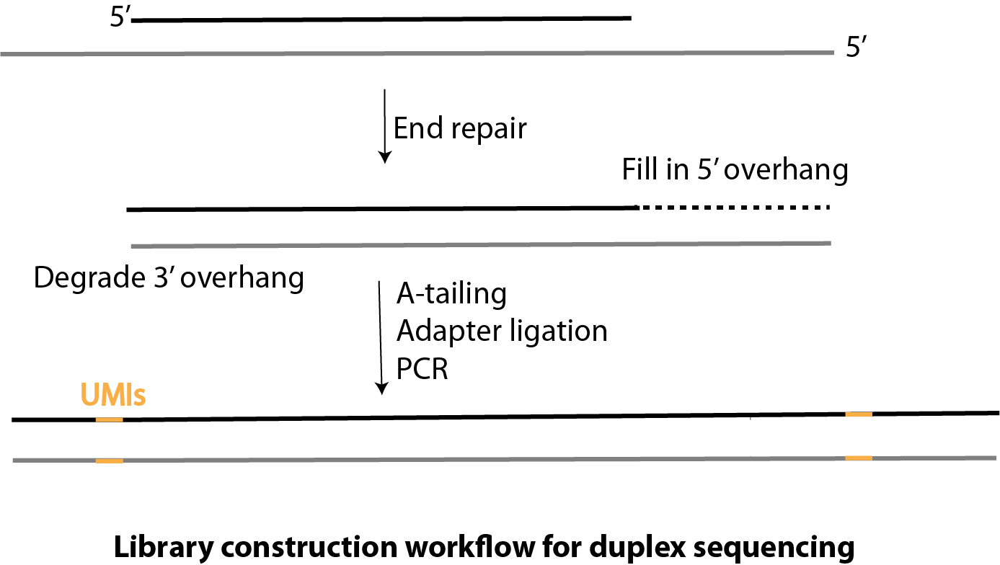 5’
5’
End repair
Fill in 5’ overhang
Degrade 3’ overhang
A-tailing
Adapter ligation
PCR
UMIs
Library construction workflow for duplex sequencing